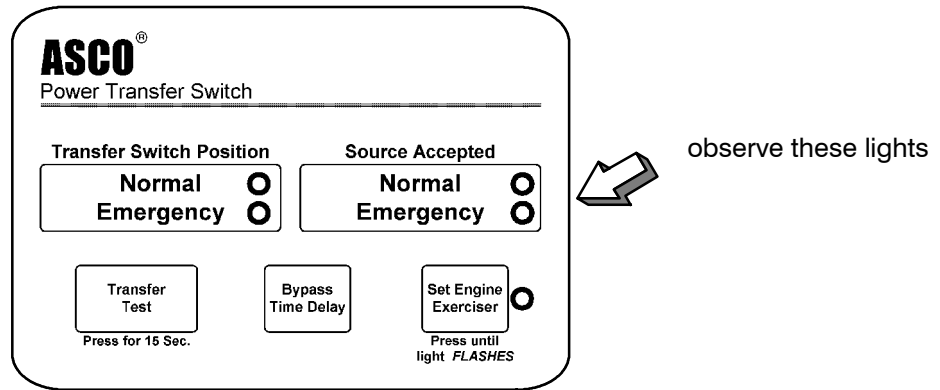 ASCO®
Power Transfer Switch
observe these lights
Transfer Switch Position
Normal
Emergency
Source Accepted
Normal
Emergency
Transfer
Test
Press for 15 Sec.
Bypass
Time Delay
Set Engine
Exerciser
Press until
light FLASHES